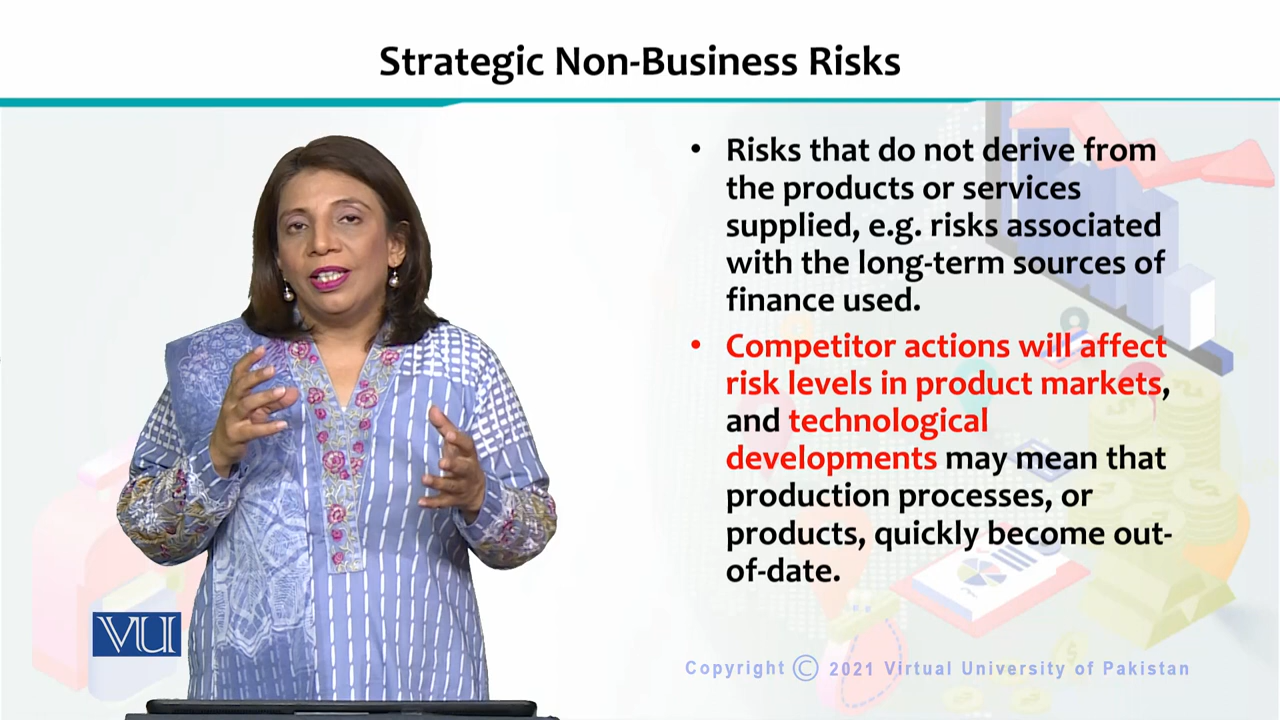 Strategic Non-Business Risks
• Risks that do not derive from
the products or services
supplied, e.g. risks associated
with the long-term sources of
finance used.
• Competitor actions will affect
risk levels in product markets,
and technological
developments may mean that
production processes, or
products, quickly become out-
of-date.
VU
Copyright © 2021 Virtual University of Pakistan